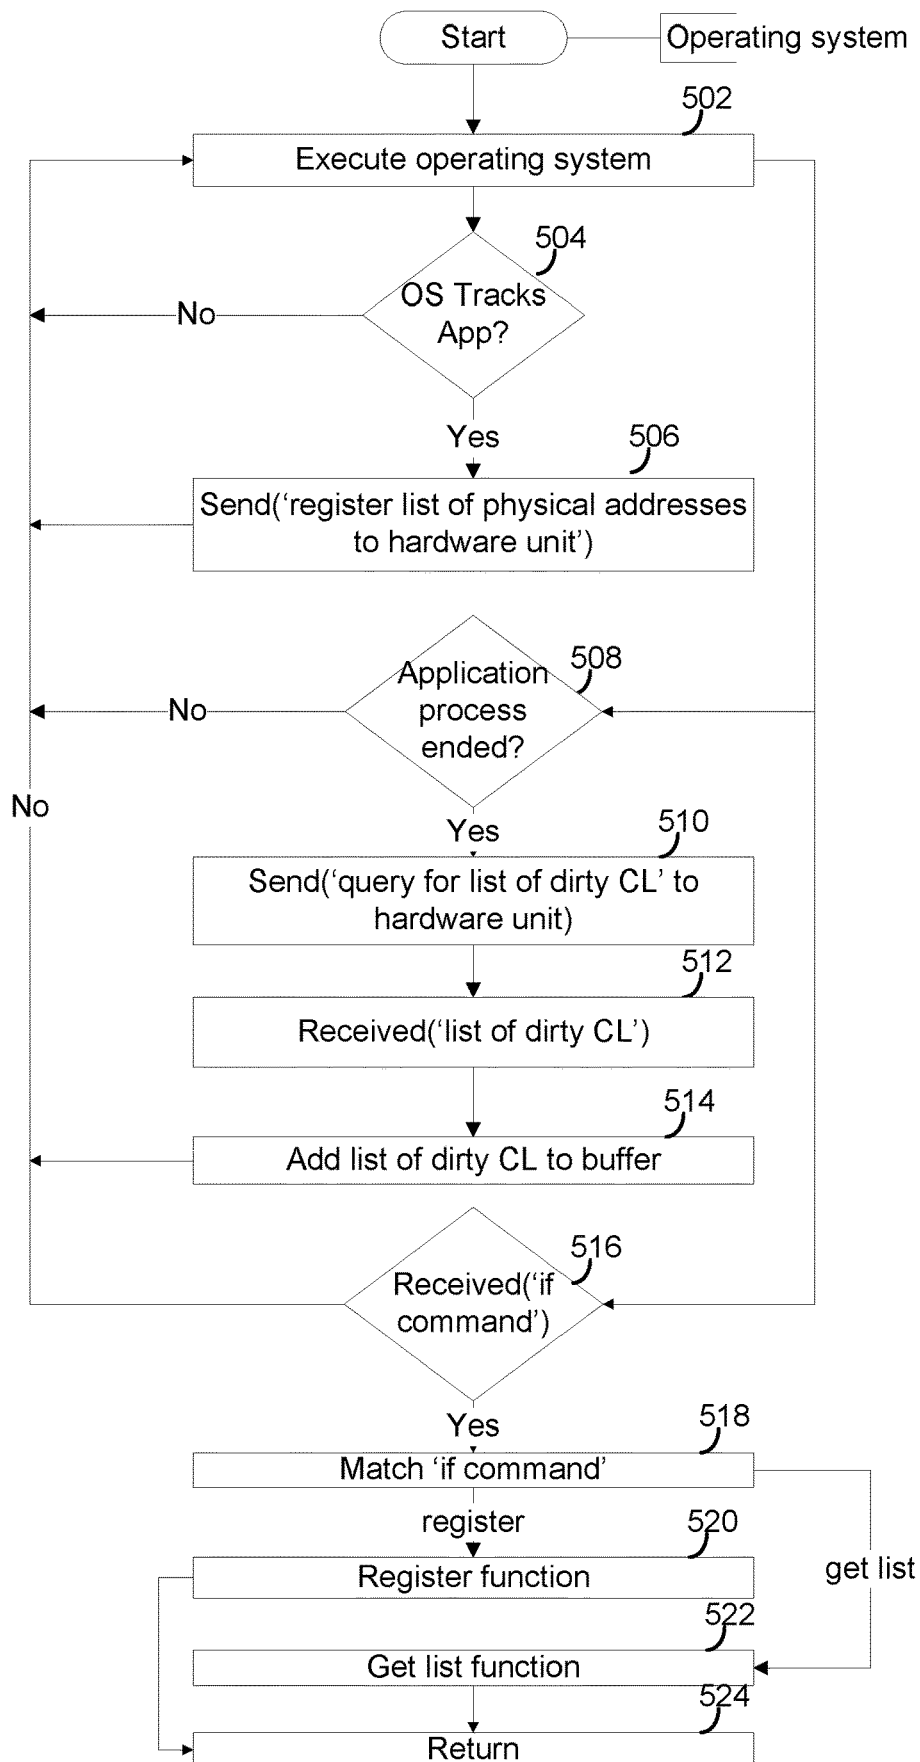 Start
Operating system
502
Execute operating system
504
OS Tracks
App?
No
Yes
506
Send(‘register list of physical addresses
to hardware unit’)
508
Application
process
ended?
No
No
Yes
510
Send(‘query for list of dirty CL’ to
hardware unit)
512
Received(‘list of dirty CL’)
514
Add list of dirty CL to buffer
516
Received(‘if
command’)
Yes
518
Match ‘if command’
register
520
get list
Register function
522
Get list function
524
Return